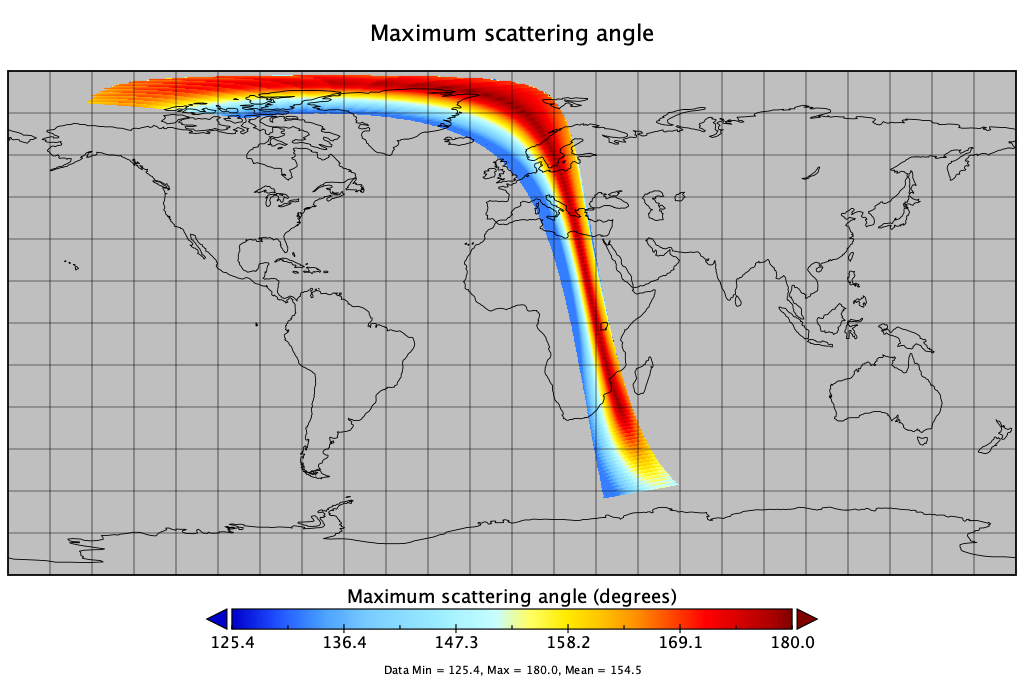 Maximum scattering angle
Maximum scattering angle (degrees)
125.4 136.4 147.3 158.2 169.1 180.0
Data Min = 125.4, Max = 180.0, Mean = 154.5